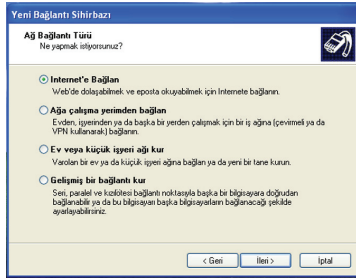 Yeni Bağlantı Sihirbazı
Ağ Bağlantı Türü
Ne yapmak istiyorsunuz?
Internet'e Bağlan
Web'de dolaşabilmek ve eposta okuyabilmek için Internete bağlanın.
Ağa çalışma yerimden bağlan
Evden, işyerinden ya da başka bir yerden çalışmak için bir iş ağına (çevirmeli ya da
VPN kullanarak) bağlanın.
Ev veya küçük işyeri ağı kur
Varolan bir ev ya da küçük işyeri ağına bağlan ya da yeni bir tane kurun.
Gelişmiş bir bağlantı kur
Seri, paralel ve kızılötesi bağlantı noktasıyla başka bir bilgisayara doğrudan
bağlanabilir ya da bu bilgisayarı başka bilgisayarların bağlanacağı şekilde
ayarlayabilirsiniz.
< Geri İleri > İptal